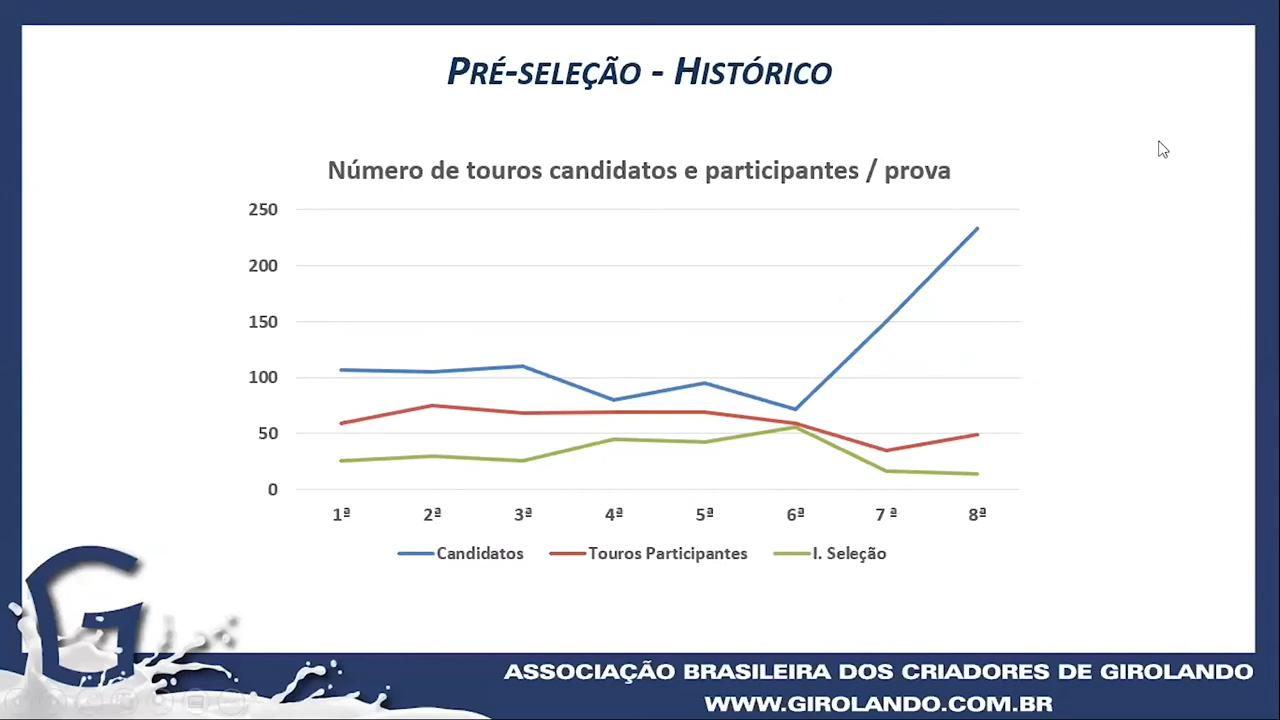 PRÉ-SELEÇÃO - HISTÓRICO
Número de touros candidatos e participantes / prova
250
200
150
100
50
0
1ª 2ª 3ª 4ª 5ª 6ª 7 ª 8ª
Candidatos Touros Participantes I. Seleção
G
ASSOCIAÇÃO BRASILEIRA DOS CRIADORES DE GIROLANDO
WWW.GIROLANDO.COM.BR